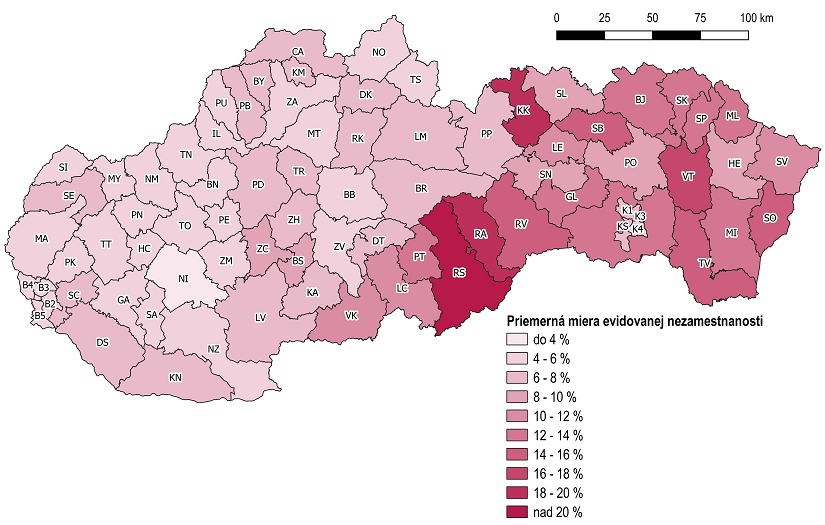 0 25 50 75 100 km
CA
NO
KM
BY
TS
PU
PB
ZA
DK
KK
SL
BJ
SK
SP
ML
IL
MT
RK
LM
PP
SB
LE
PO
HE
SV
TN
SI
MY
NM
BN
PD
TR
BB
BR
SN
GL
VT
SE
PN
TO
PE
ZH
K1
K3
KS
K4
SO
MA
TT
HC
ZC
ZV
DT
RA
RV
MI
PK
NI
ZM
BS
PT
RS
TV
B4
B3
SC
GA
KA
LC
B2
B5
SA
LV
VK
DS
NZ
KN
Priemerná miera evidovanej nezamestnanosti
do 4 %
4 - 6 %
6 - 8 %
8 - 10 %
10 - 12 %
12 - 14 %
14 - 16 %
16 - 18 %
18 - 20 %
nad 20 %